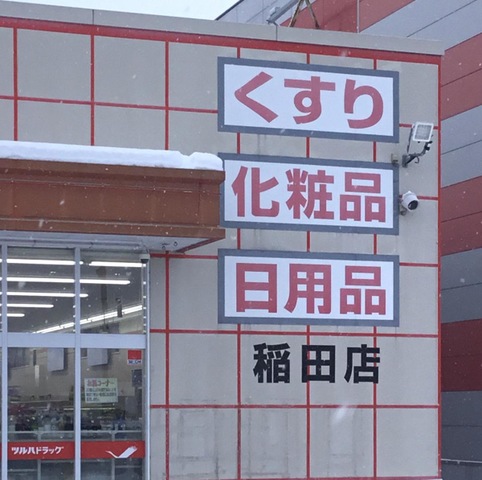 くすり
化粧品
日用品
稲田店
ツルハドラッグ